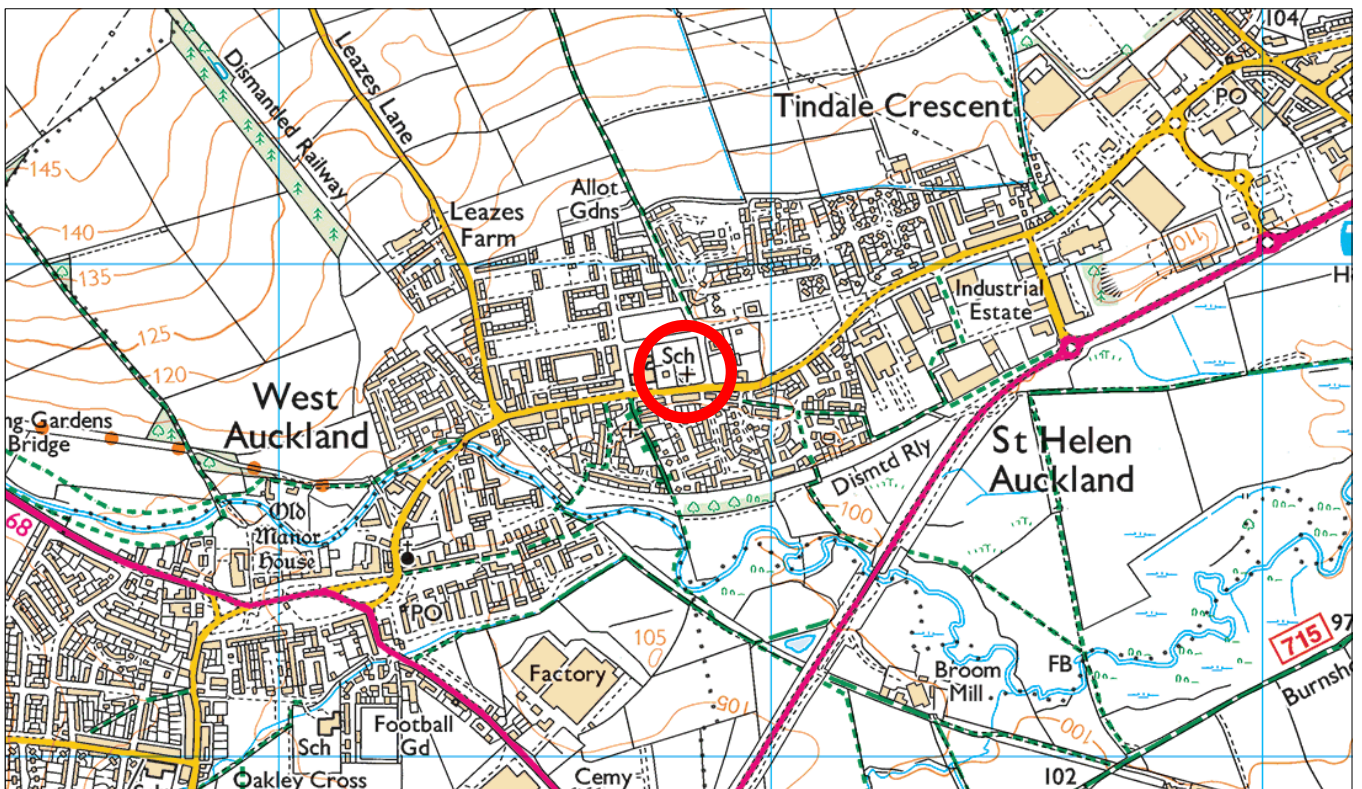 104
Dismantled Railway
Leazes Lane
Tindale Crescent
PO
145
Allot
Gdns
Leazes
Farm
140
110
135
Industrial
Estate
125
Sch
120
West
Auckland
ng-Gardens
Bridge
St Helen
Auckland
Dismtd Rly
100
Old
Manor
House
68
PO
105
0
715
97
Factory
Broom
Mill
FB
Burnsho
105
Football
Gd
Sch
100
Oakley Cross
Cemy
102